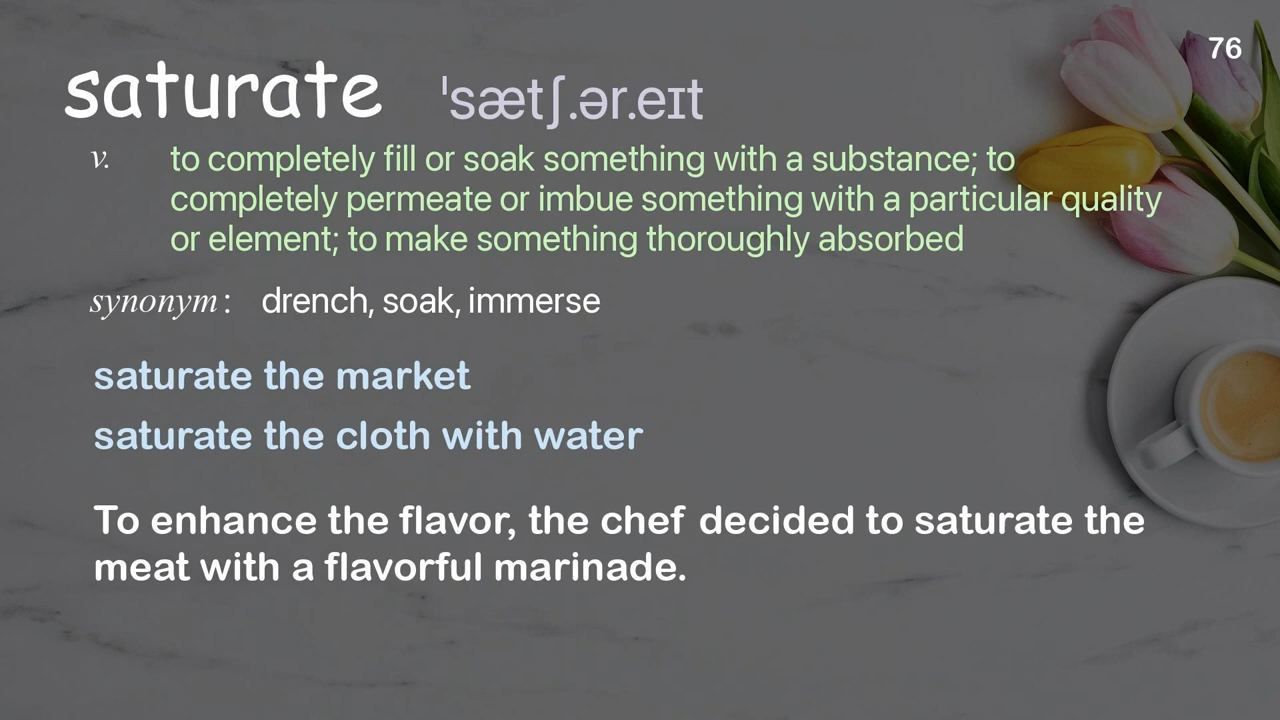 76
saturate ˈsætʃ.ər.eɪt
v. to completely fill or soak something with a substance; to
completely permeate or imbue something with a particular quality
or element; to make something thoroughly absorbed
synonym: drench, soak, immerse
saturate the market
saturate the cloth with water
To enhance the flavor, the chef decided to saturate the
meat with a flavorful marinade.